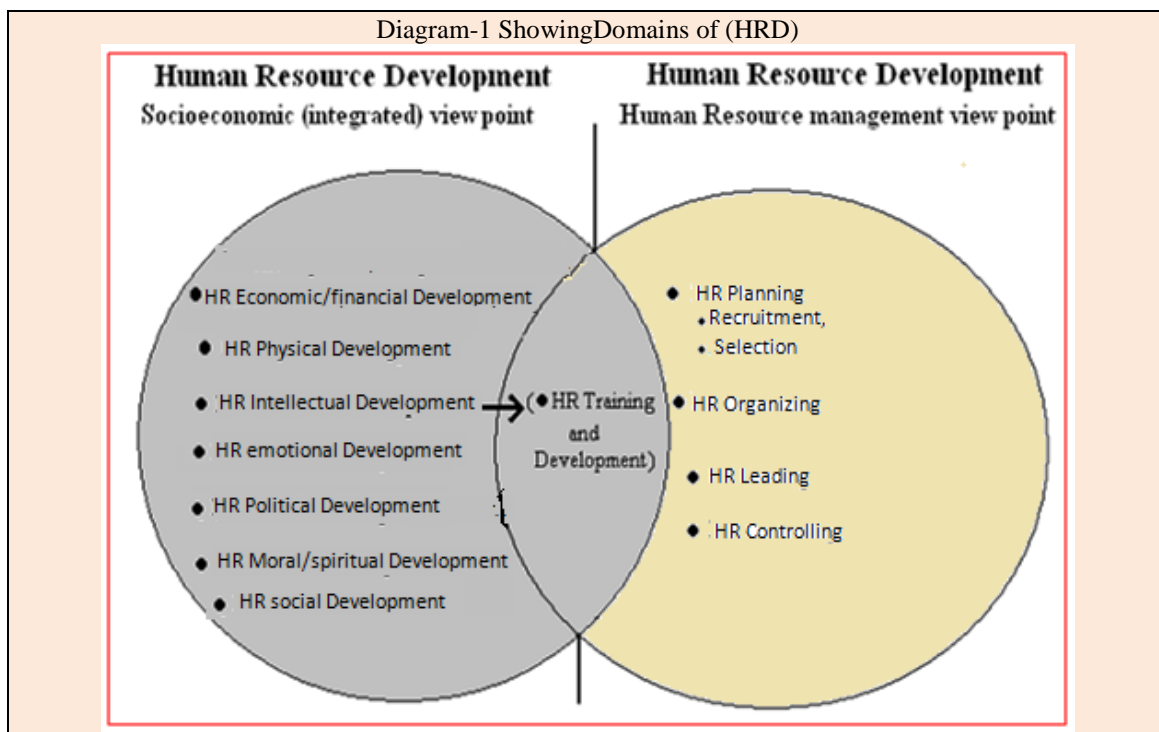 Diagram-1 ShowingDomains of (HRD)
Human Resource Development
Socioeconomic (integrated) view point
Human Resource Development
Human Resource management view point
● HR Economic/financial Development
● HR Physical Development
● HR Intellectual Development
● HR emotional Development
● HR Political Development
● HR Moral/spiritual Development
● HR social Development
(● HR Training
and
Development)
● HR Planning
⬩ Recruitment,
⬩ Selection
● HR Organizing
● HR Leading
● HR Controlling